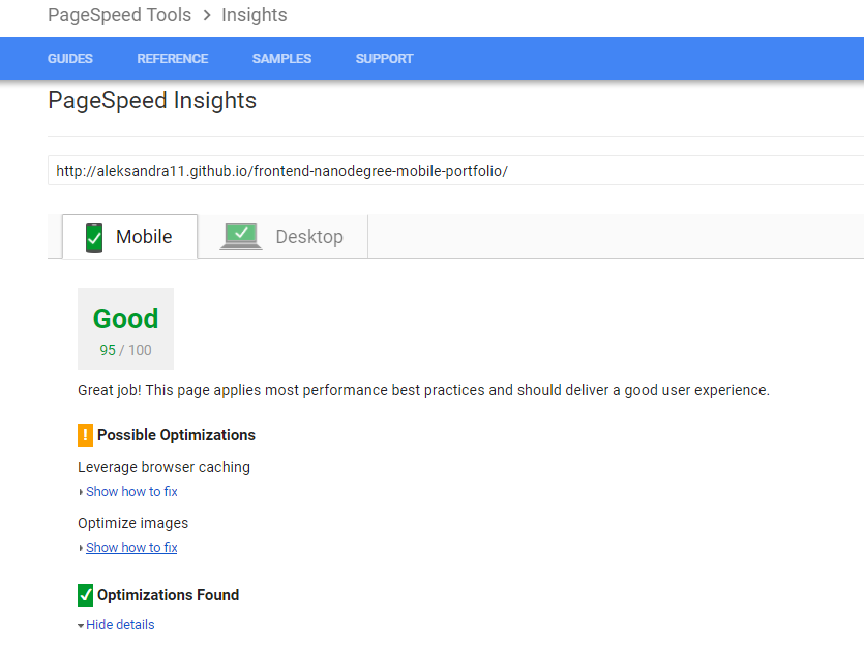 PageSpeed Tools > Insights
GUIDES REFERENCE SAMPLES SUPPORT
PageSpeed Insights
http://aleksandra11.github.io/frontend-nanodegree-mobile-portfolio/
Mobile Desktop
Good
95 / 100
Great job! This page applies most performance best practices and should deliver a good user experience.
! Possible Optimizations
Leverage browser caching
Show how to fix
Optimize images
Show how to fix
Optimizations Found
Hide details